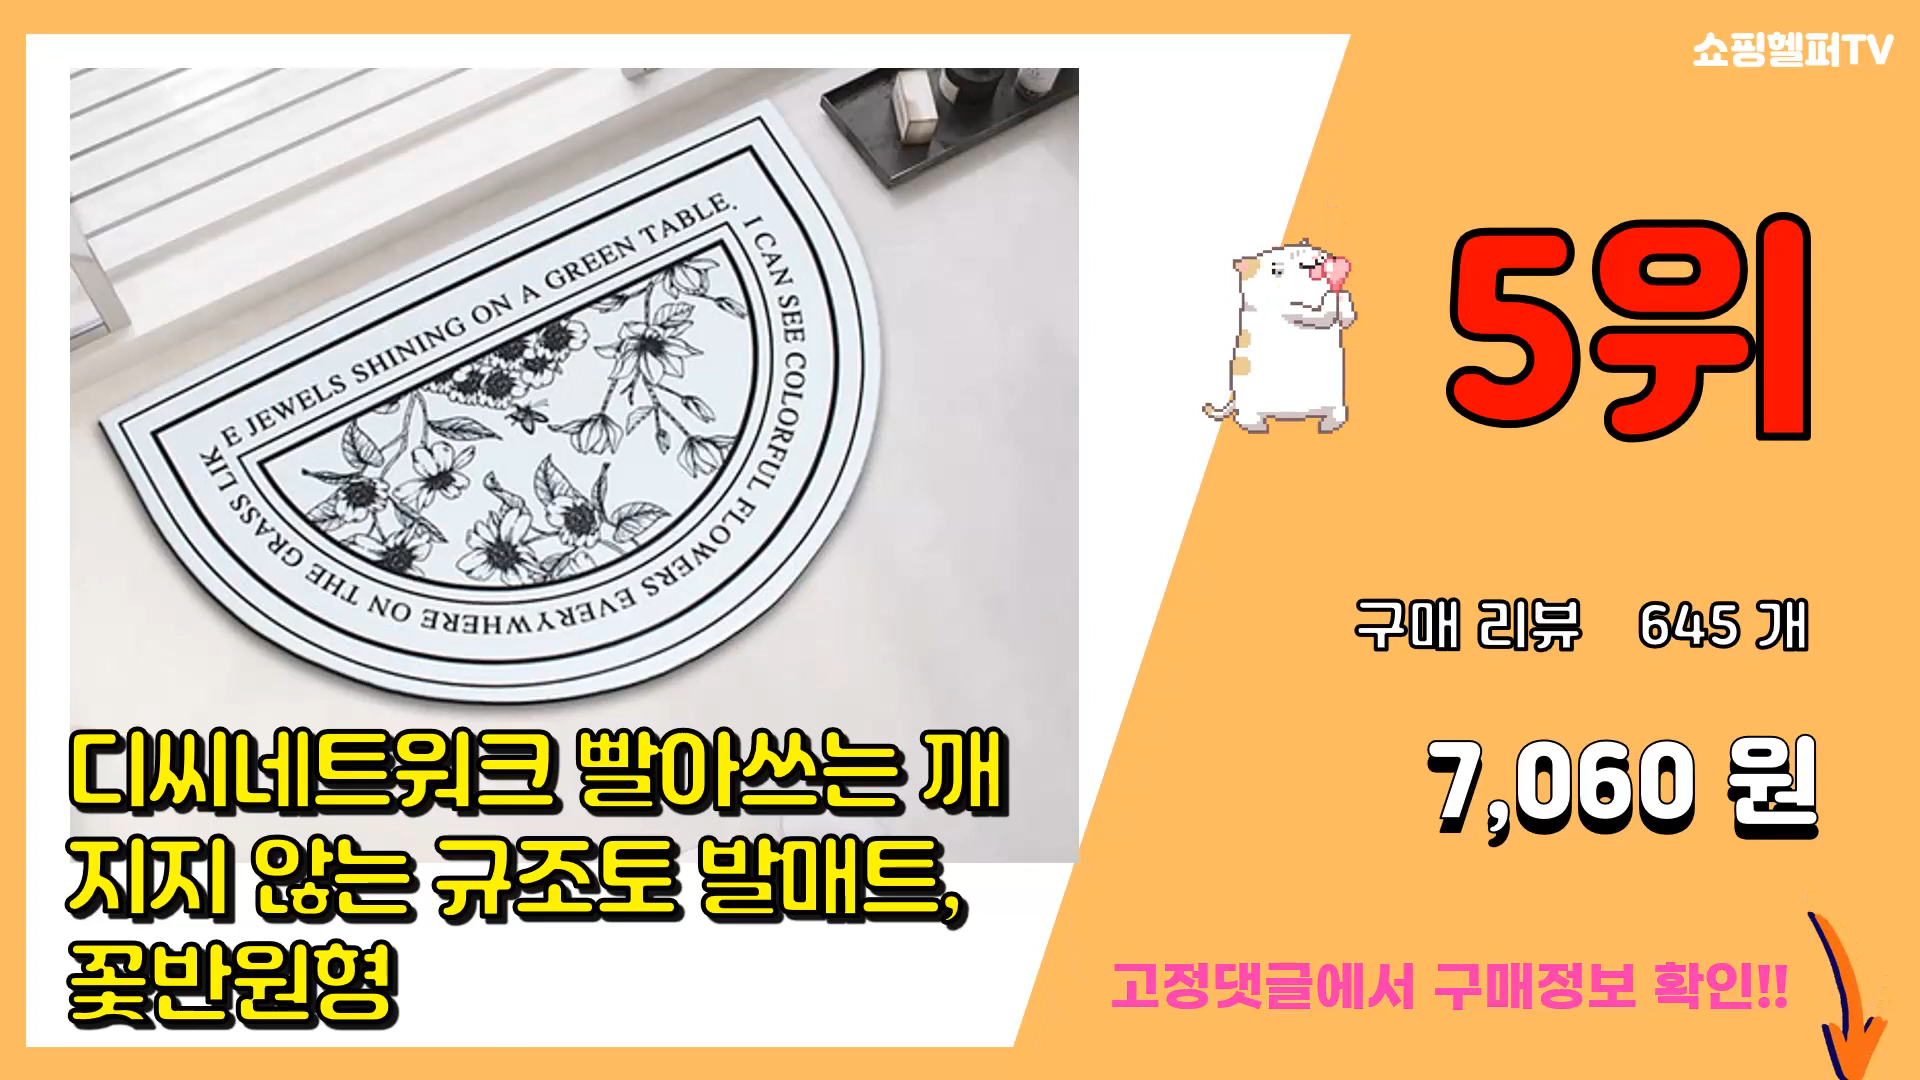 쇼핑헬퍼TV
E JEWELS SHINING ON A GREEN TABLE.
I CAN SEE COLORFUL FLOWERS EVERYWHERE ON THE GRASS LIK
5위
구매 리뷰 645 개
7,060 원
디씨네트워크 빨아쓰는 깨
지지 않는 규조토 발매트,
꽃반원형
고정댓글에서 구매정보 확인!!